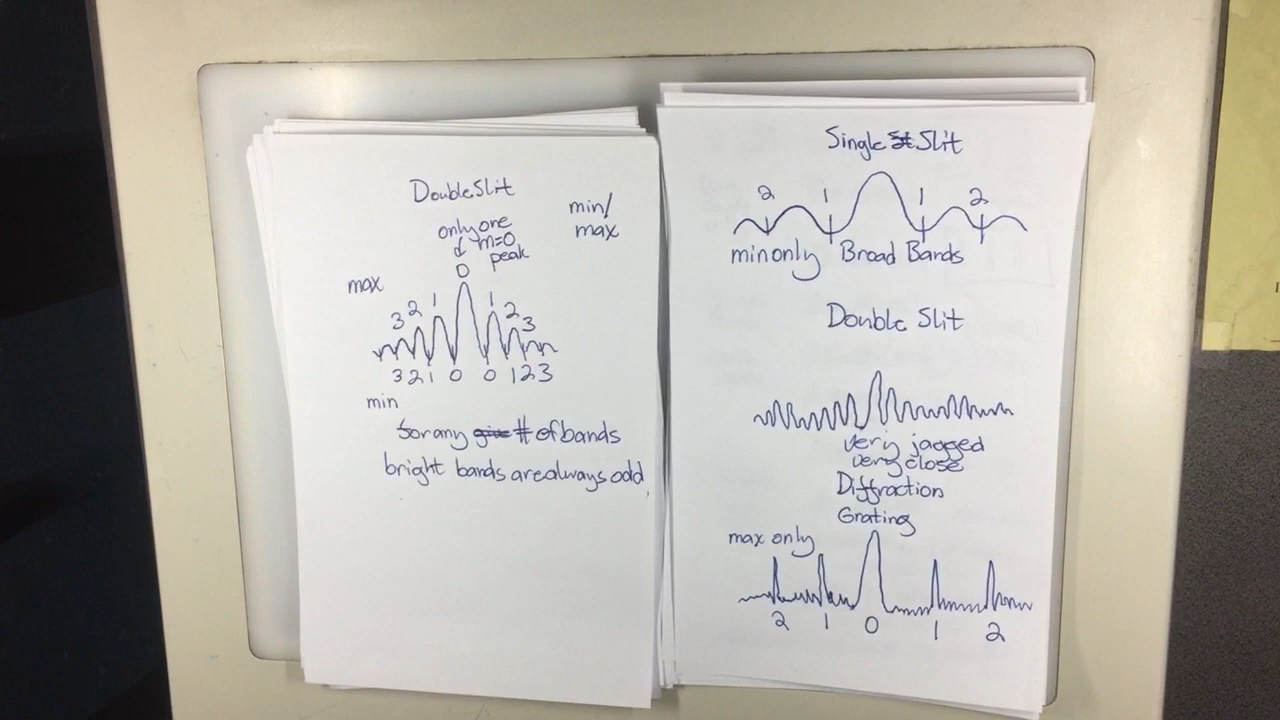 Double Slit
min/
max
only one
m=0
peak
0
max
3 2 1 1 2 3
3 2 1 0 0 1 2 3
min
for any # of bands
bright bands are always odd
Single Slit
2 1 1 2
min only Broad Bands
Double Slit
very jagged
very close
Diffraction
Grating
max only
2 1 0 1 2